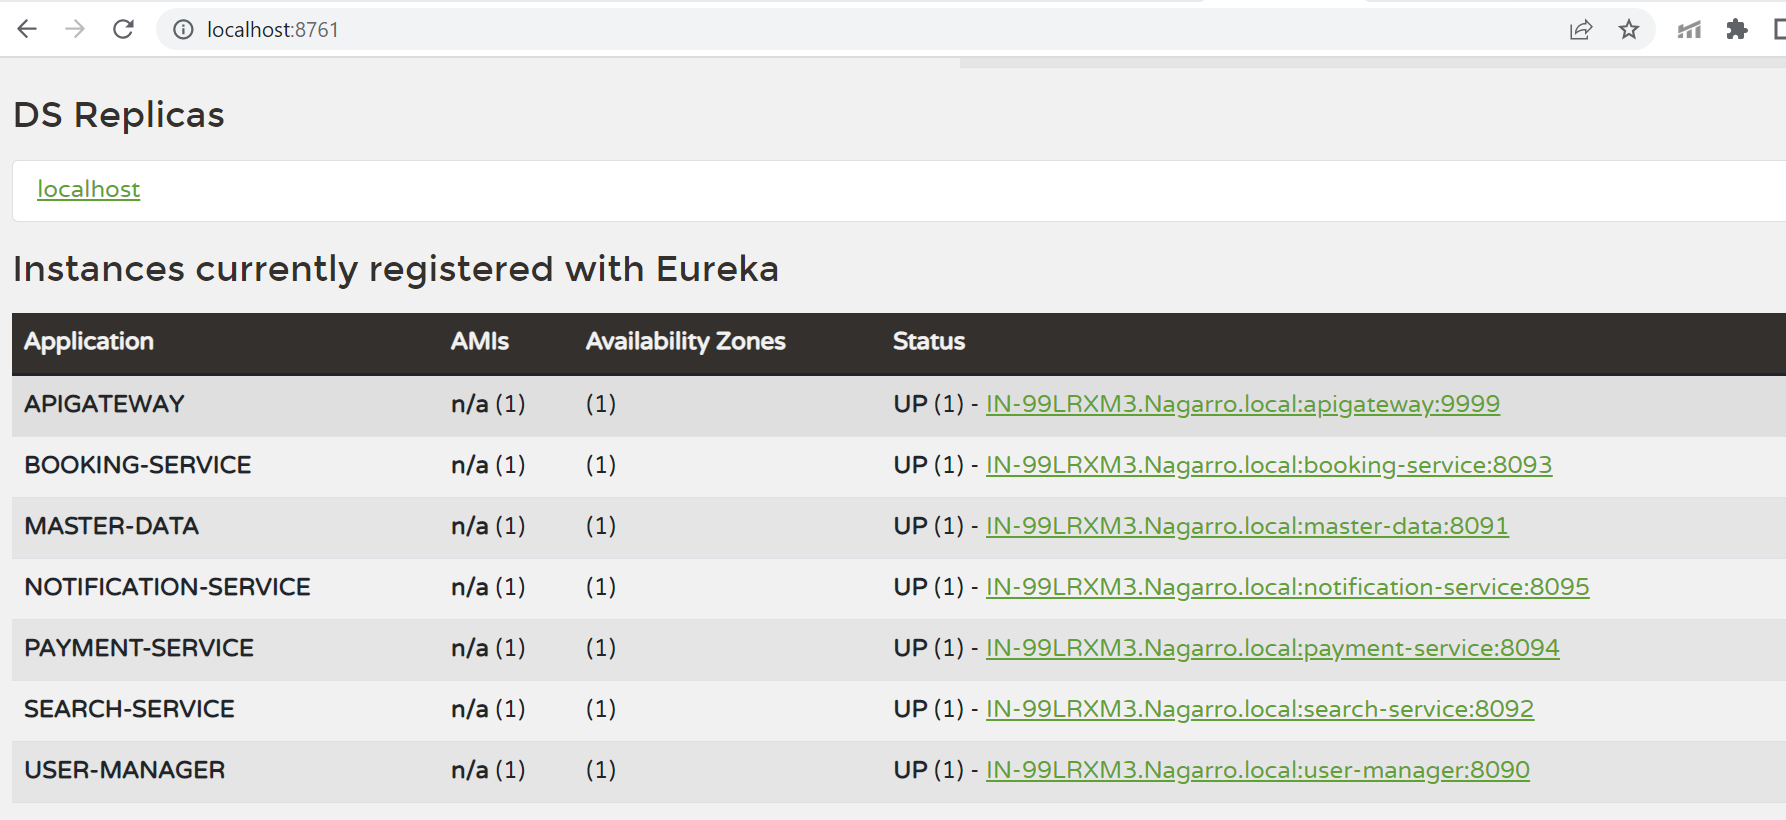 localhost:8761
DS Replicas
localhost
Instances currently registered with Eureka
Application AMIs Availability Zones Status
APIGATEWAY n/a (1) (1) UP (1) - IN-99LRXM3.Nagarro.local:apigateway:9999
BOOKING-SERVICE n/a (1) (1) UP (1) - IN-99LRXM3.Nagarro.local:booking-service:8093
MASTER-DATA n/a (1) (1) UP (1) - IN-99LRXM3.Nagarro.local:master-data:8091
NOTIFICATION-SERVICE n/a (1) (1) UP (1) - IN-99LRXM3.Nagarro.local:notification-service:8095
PAYMENT-SERVICE n/a (1) (1) UP (1) - IN-99LRXM3.Nagarro.local:payment-service:8094
SEARCH-SERVICE n/a (1) (1) UP (1) - IN-99LRXM3.Nagarro.local:search-service:8092
USER-MANAGER n/a (1) (1) UP (1) - IN-99LRXM3.Nagarro.local:user-manager:8090